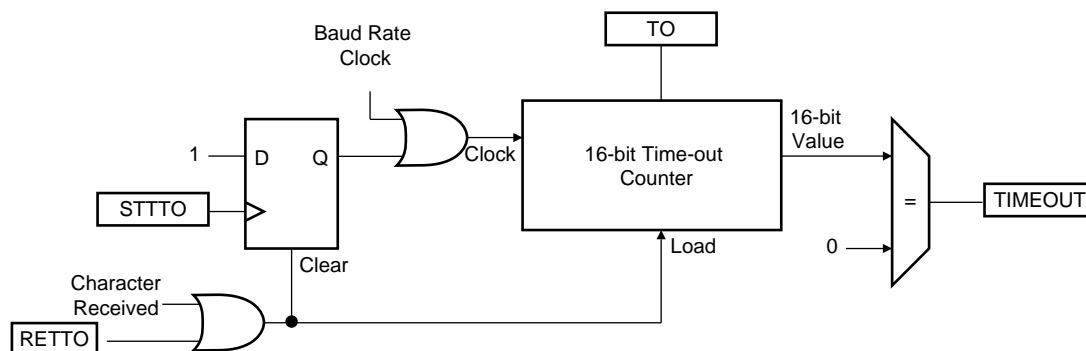 TO
Baud Rate
Clock
1
D
Q
Clock
16-bit Time-out
Counter
16-bit
Value
STTTO
=
TIMEOUT
Clear
Load
0
Character
Received
RETTO